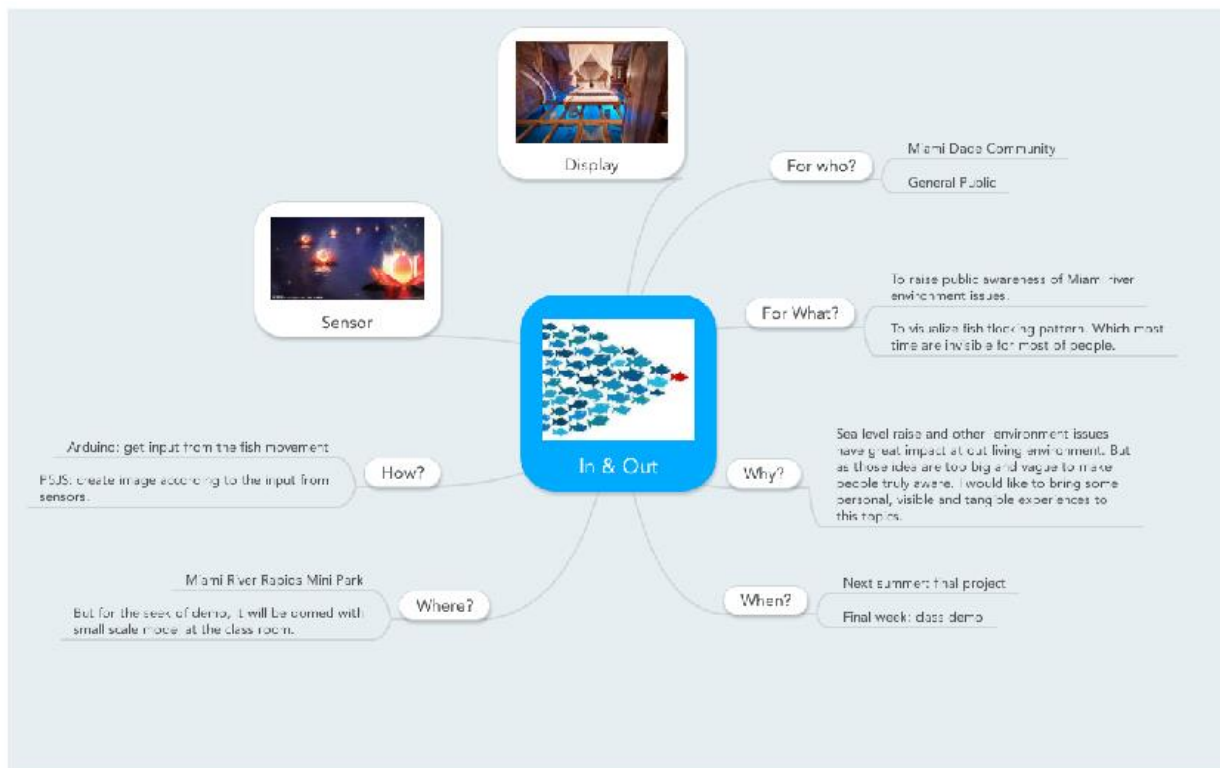 Display
For who?
Miami Dade Community
General Public
Sensor
For What?
To raise public awareness of Miami river
environment issues.
To visualize fish flocking pattern. Which most
time are invisible for most of people.
In & Out
How?
Arduino: get input from the fish movement
P5JS: create image according to the input from
sensors.
Why?
Sea level raise and other environment issues
have great impact at out living environment. But
as those idea are too big and vague to make
people truly aware. I would like to bring some
personal, visible and tangible experiences to
this topics.
Where?
Miami River Rapids Mini Park
But for the seek of demo, it will be domed with
small scale model at the class room.
When?
Next summer: final project
Final week: class demo